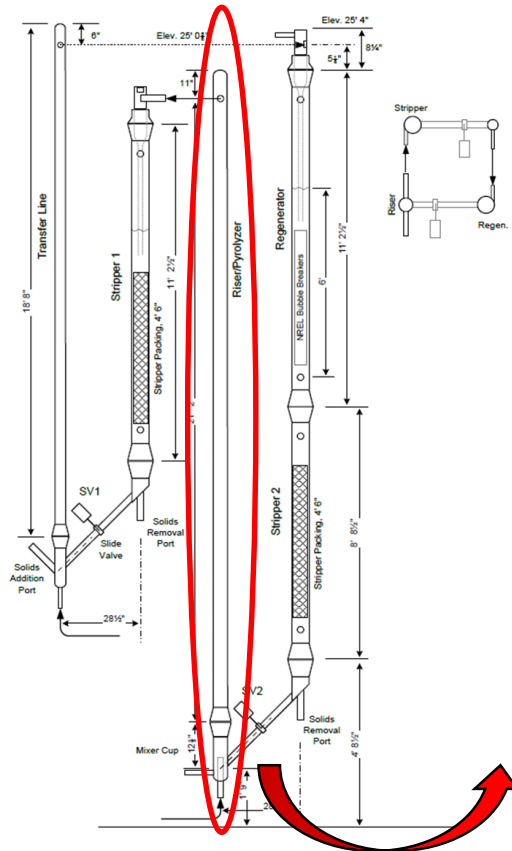 Elev. 25' 4"
6"
Elev. 25' 0¾"
8¼"
11"
Stripper
Transfer Line
Stripper 1
Riser/Pyrolyzer
Regenerator
NREL Bubble Breakers
Riser
Regen.
18' 8"
11' 2½"
6'
11' 2½"
Stripper Packing, 4' 6"
SV1
Slide
Valve
Solids
Removal
Port
Solids
Addition
Port
28½"
Stripper 2
Stripper Packing, 4' 6"
8' 8½"
SV2
Solids
Removal
Port
Mixer Cup
1' 9"
4' 8½"